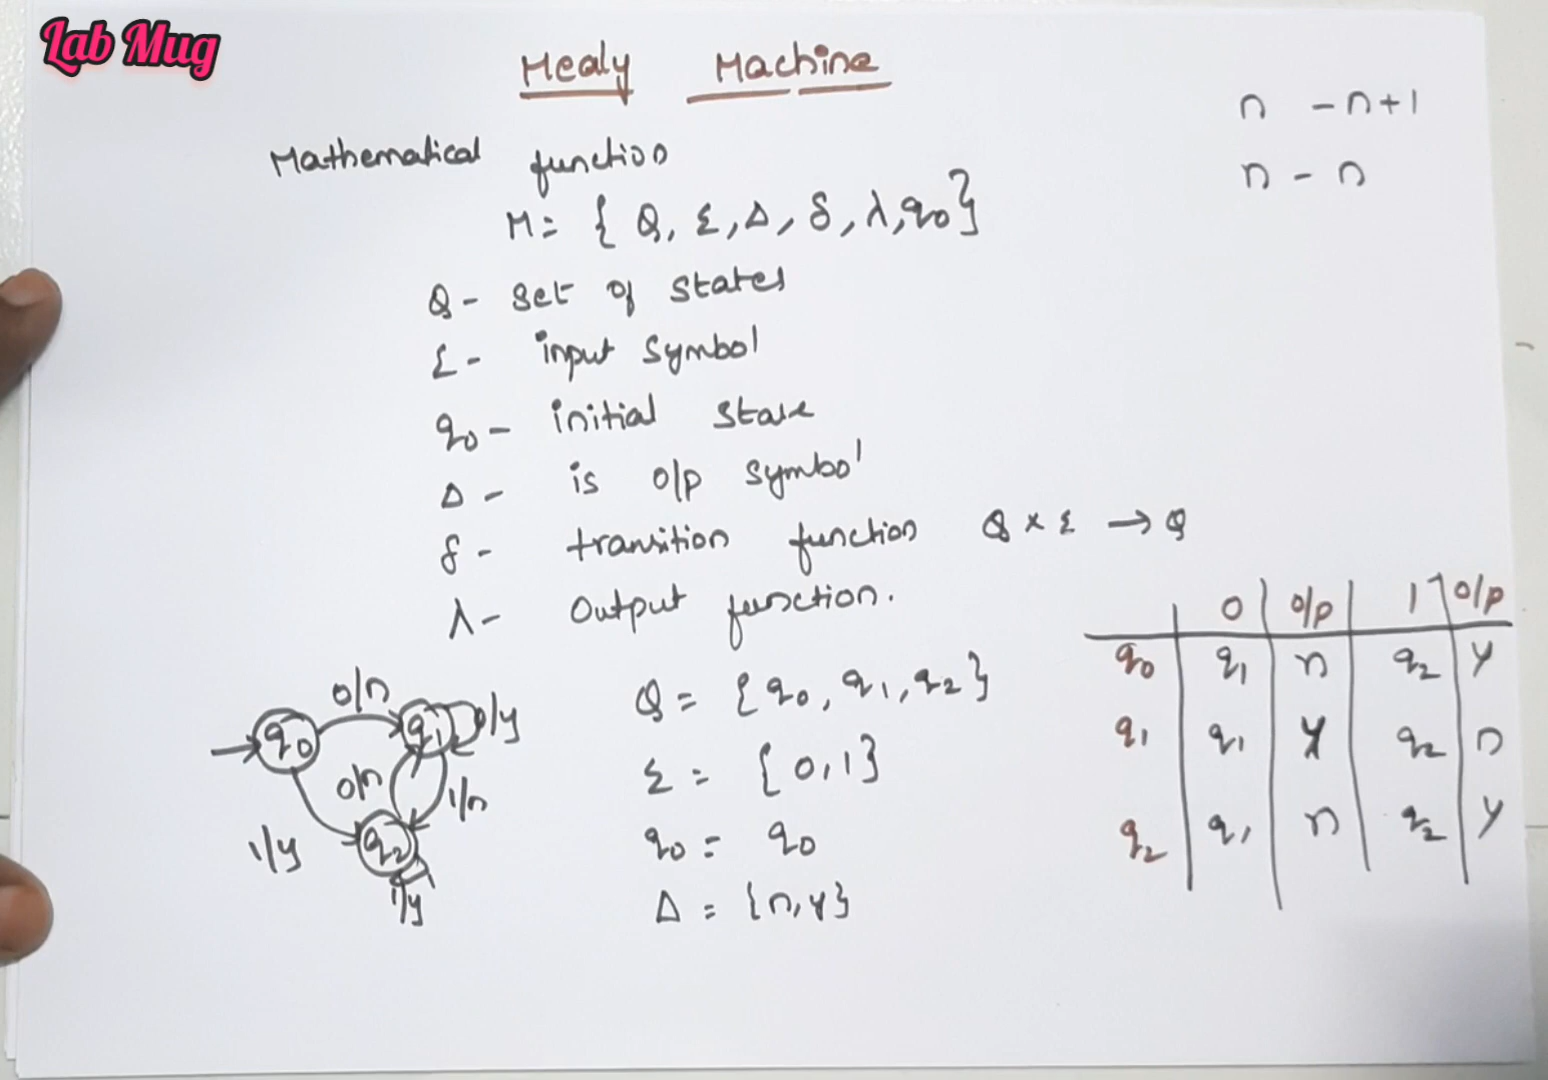 Lab Mug
Mealy Machine
n - n+1
n - n
Mathematical function
M = { Q, Σ, Δ, δ, λ, q0 }
Q - set of states
Σ - input symbol
q0 - initial state
Δ - is o/p symbol
δ - transition function Q × Σ → Q
λ - Output function.
0 o/p 1 o/p
q0 q1 n q2 y
q1 q1 y q2 n
q2 q1 n q2 y
q0 0/n q1 0/y
0/n 1/n
1/y q2
1/y
Q = {q0, q1, q2}
Σ = {0,1}
q0 = q0
Δ = {n,y}